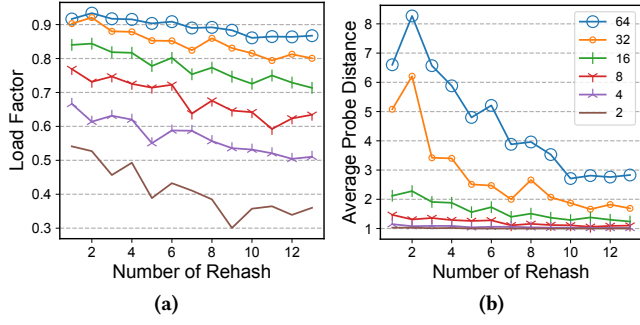 0.9
0.8
0.7
0.6
0.5
0.4
0.3
Load Factor
2 4 6 8 10 12
Number of Rehash
(a)
8
7
6
5
4
3
2
1
Average Probe Distance
64
32
16
8
4
2
2 4 6 8 10 12
Number of Rehash
(b)